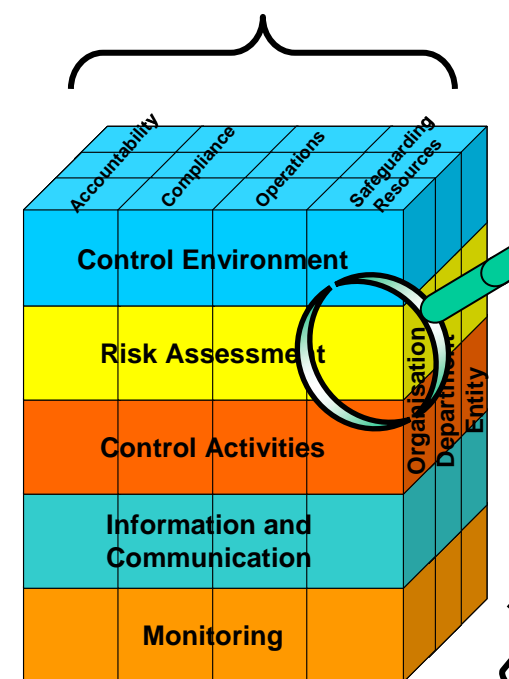 Accountability
Compliance
Operations
Safeguarding
Resources
Control Environment
Risk Assessment
Control Activities
Information and
Communication
Monitoring
Organisation
Department
Entity